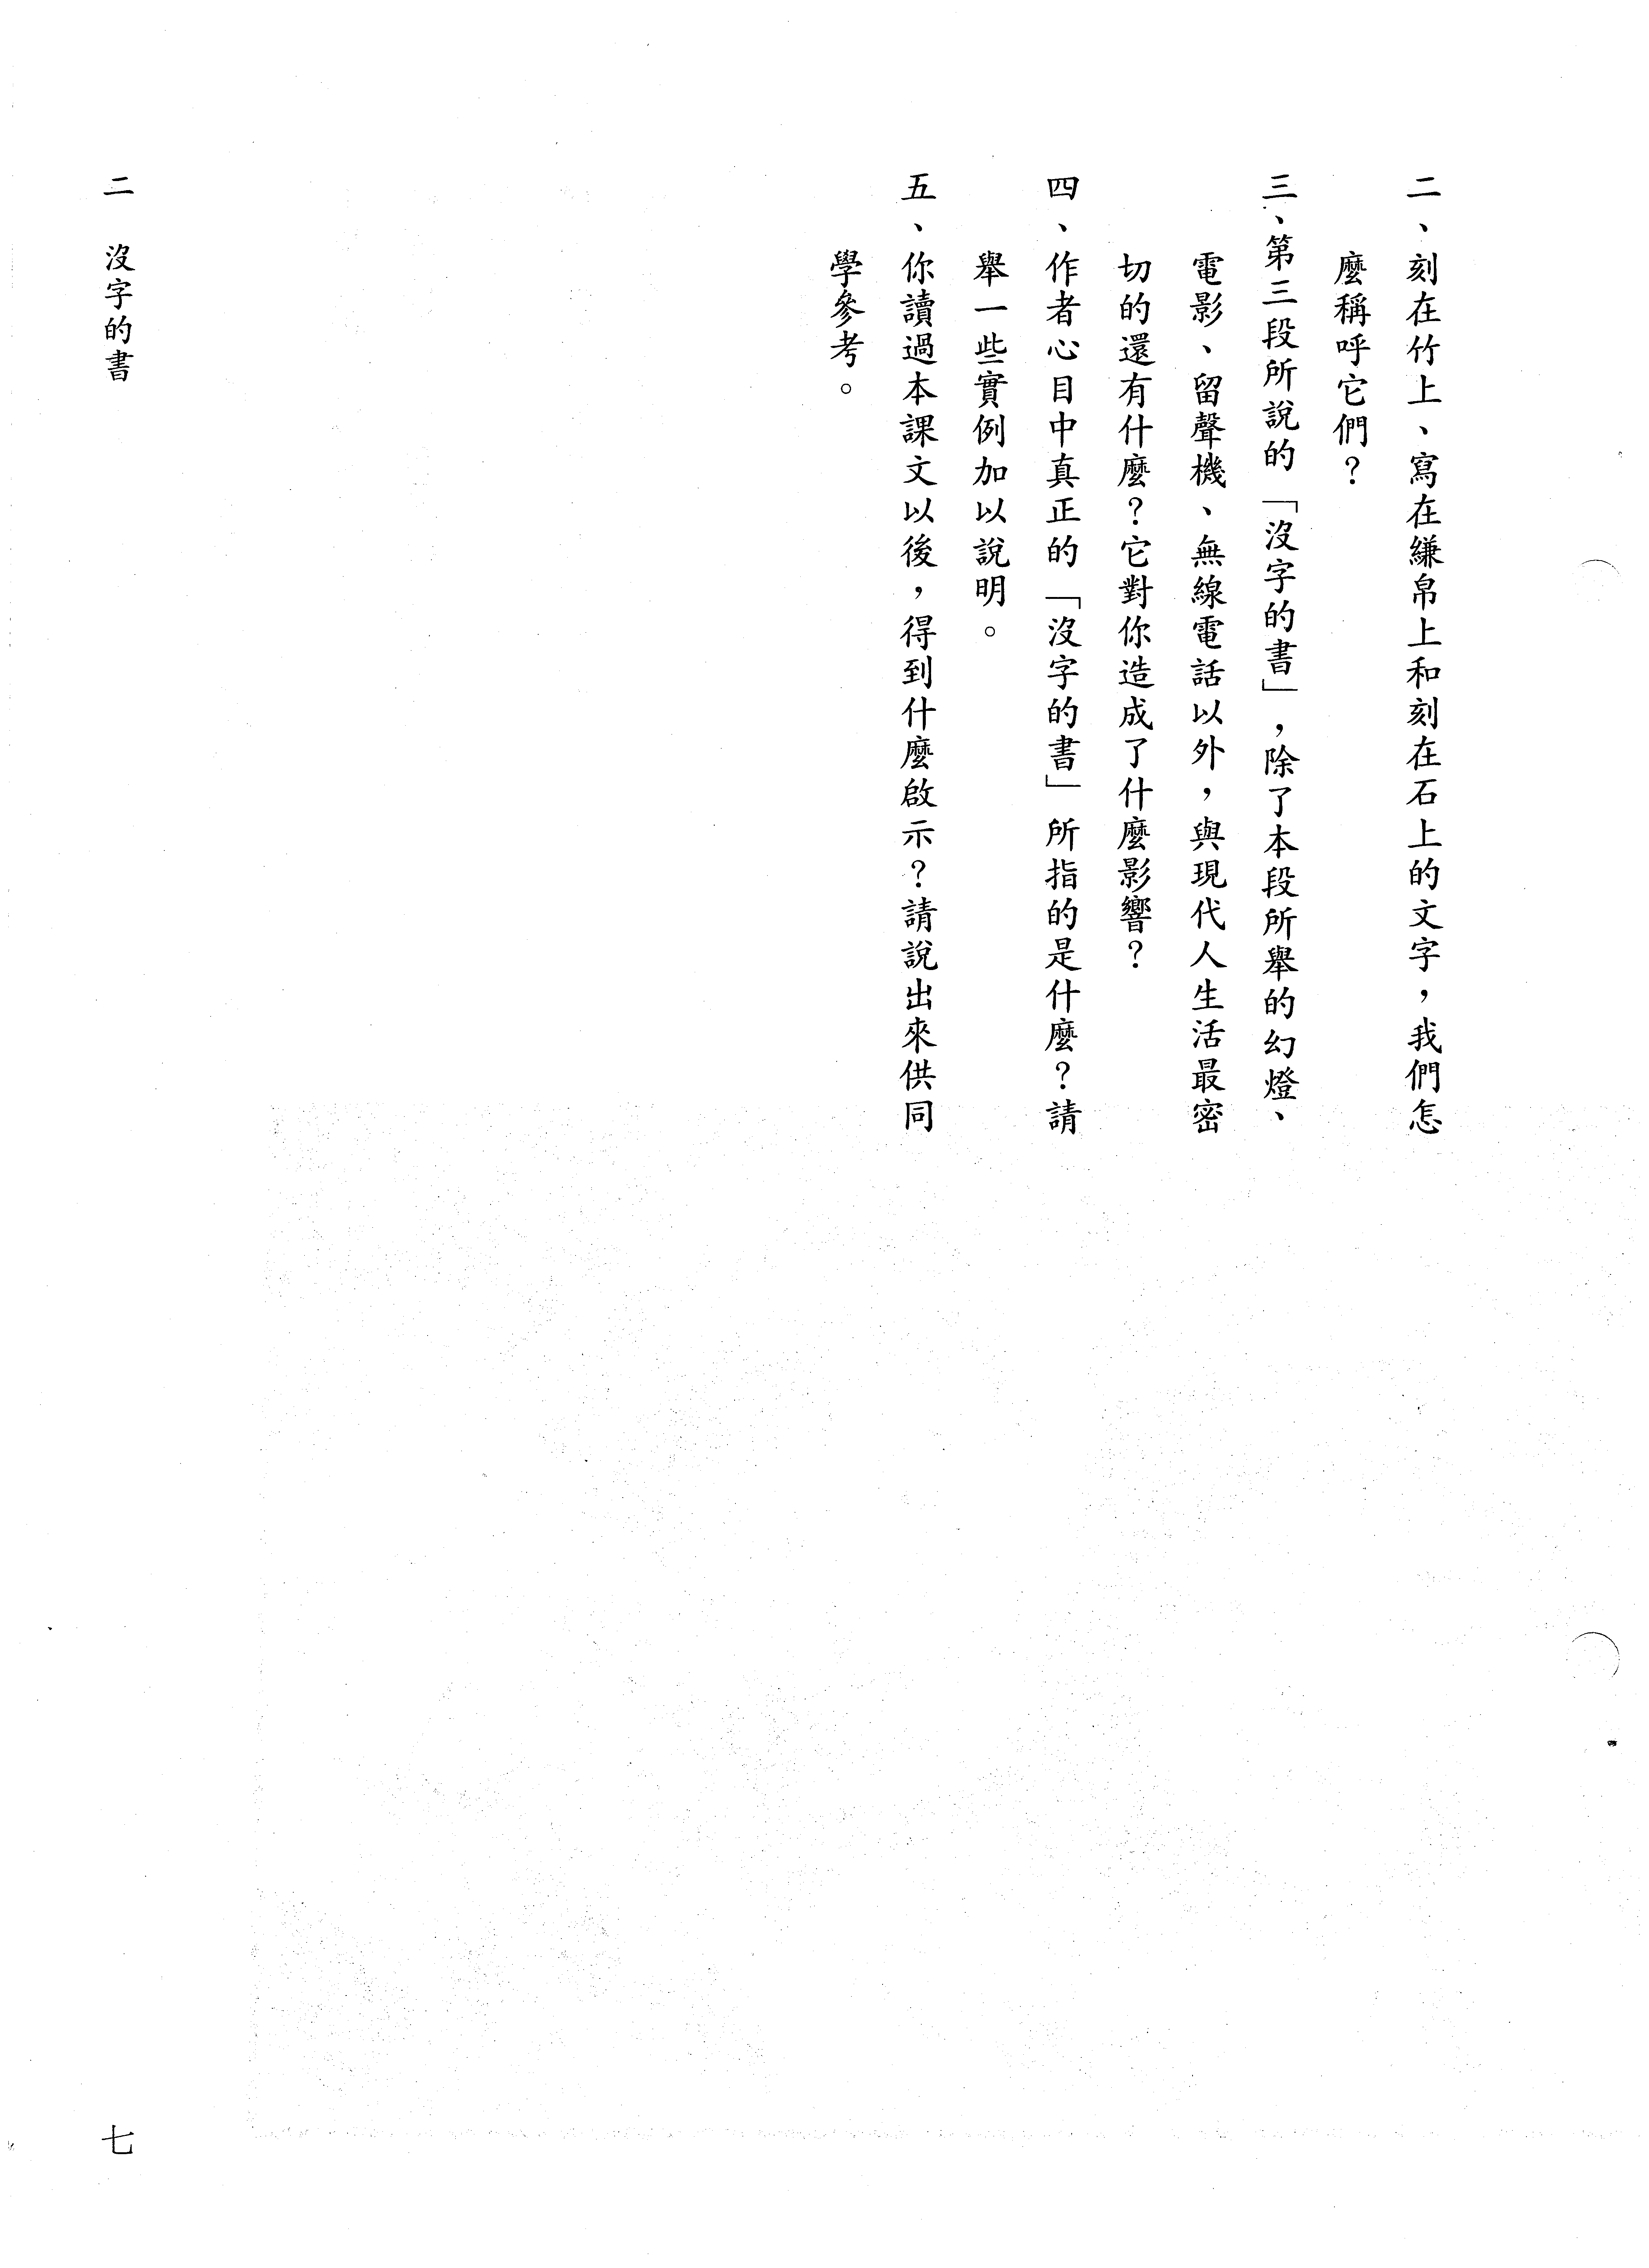 二、刻在竹上、寫在縑帛上和刻在石上的文字，我們怎
麼稱呼它們？
三、第三段所說的「沒字的書」，除了本段所舉的幻燈、
電影、留聲機、無線電話以外，與現代人生活最密
切的還有什麼？它對你造成了什麼影響？
四、作者心目中真正的「沒字的書」所指的是什麼？請
舉一些實例加以說明。
五、你讀過本課文以後，得到什麼啟示？請說出來供同
學參考。
二　沒字的書
七